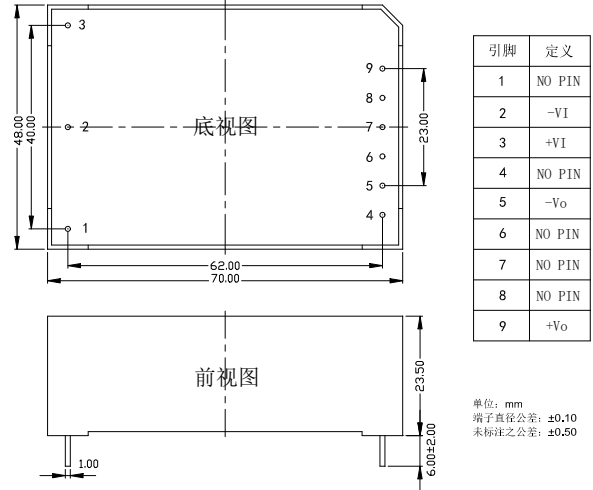 3
9
8
2
7
6
5
1
4
底视图
48.00
40.00
23.00
62.00
70.00
前视图
23.50
1.00
6.00±2.00
引脚 定义
1 NO PIN
2 -VI
3 +VI
4 NO PIN
5 -Vo
6 NO PIN
7 NO PIN
8 NO PIN
9 +Vo
单位: mm
端子直径公差: ±0.10
未标注之公差: ±0.50